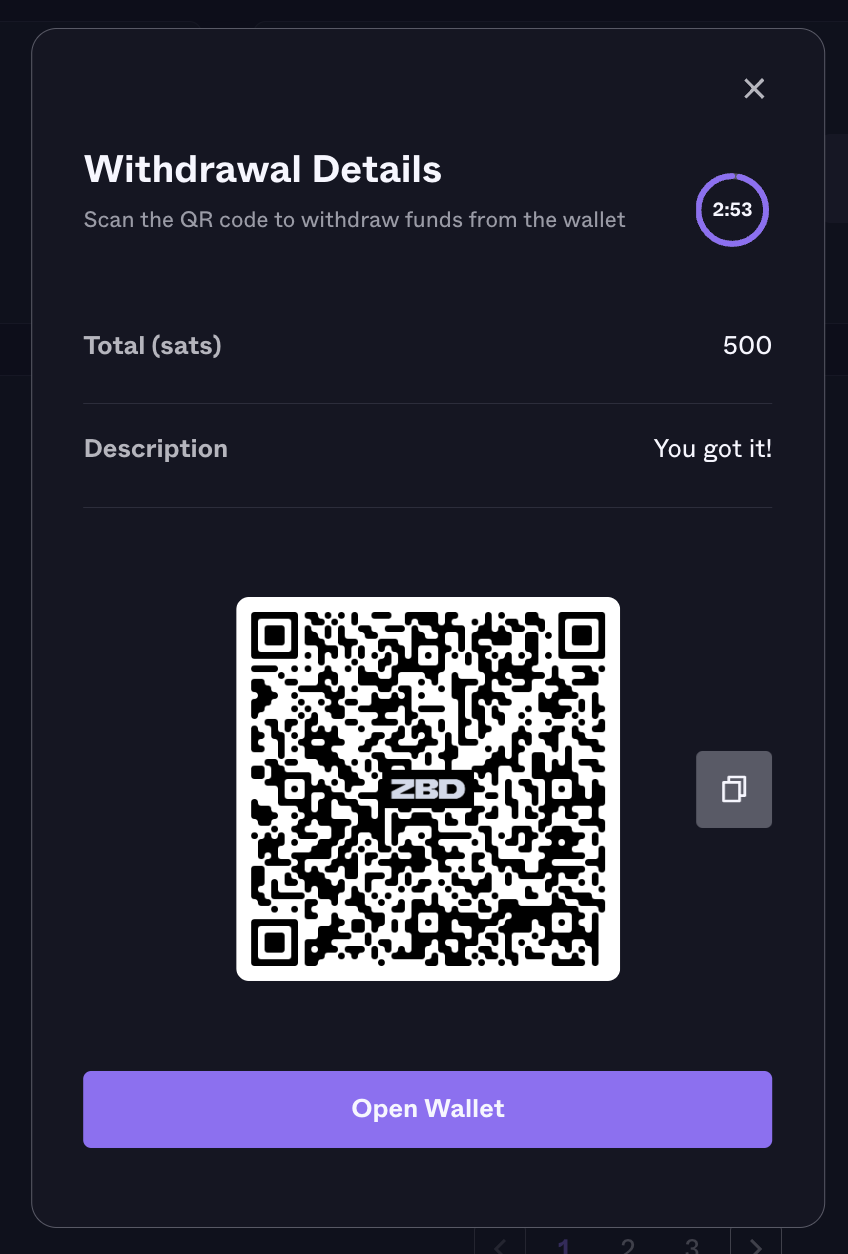 Withdrawal Details
Scan the QR code to withdraw funds from the wallet
2:53
Total (sats)
500
Description
You got it!
ZBD
Open Wallet
1 2 3